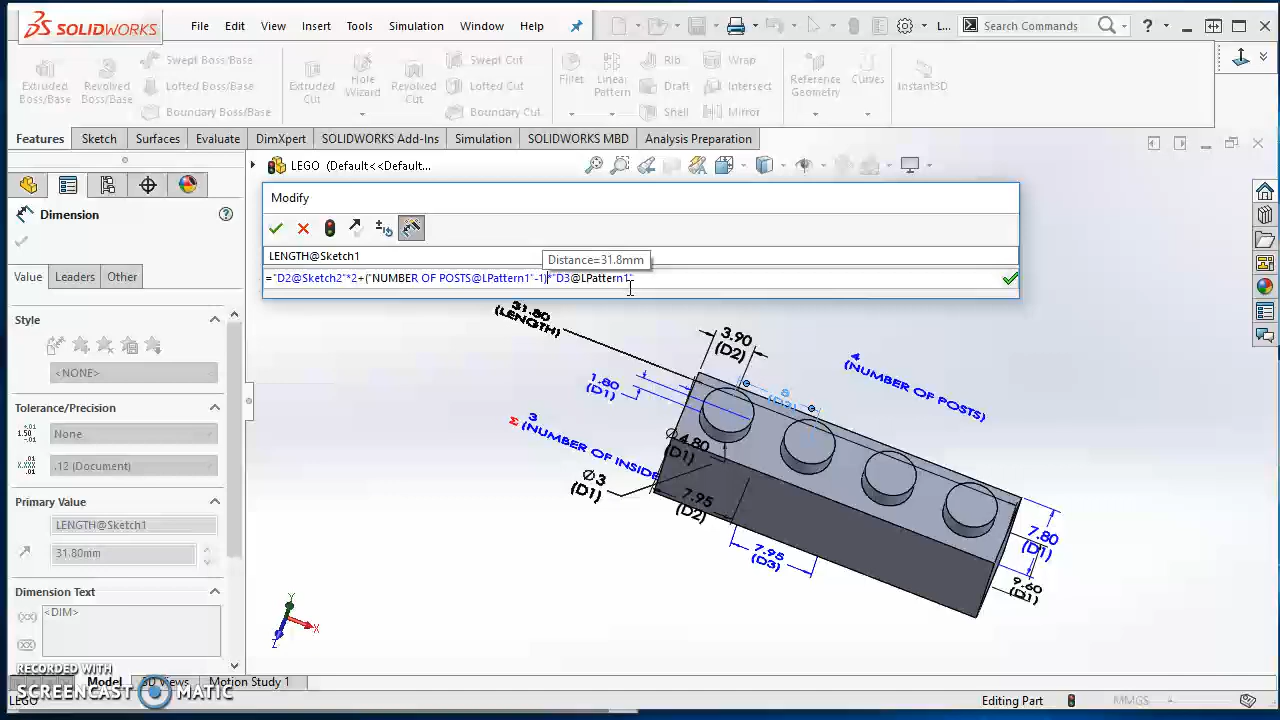 SOLIDWORKS
File Edit View Insert Tools Simulation Window Help L... Search Commands ?
Extruded Boss/Base
Revolved Boss/Base
Swept Boss/Base
Lofted Boss/Base
Boundary Boss/Base
Extruded Cut
Hole Wizard
Revolved Cut
Swept Cut
Lofted Cut
Boundary Cut
Fillet
Linear Pattern
Rib
Draft
Shell
Wrap
Intersect
Mirror
Reference Geometry
Curves
Instant3D
Features Sketch Surfaces Evaluate DimXpert SOLIDWORKS Add-Ins Simulation SOLIDWORKS MBD Analysis Preparation
LEGO (Default<<Default...
Dimension
Value Leaders Other
Style
<NONE>
Tolerance/Precision
None
.12 (Document)
Primary Value
LENGTH@Sketch1
31.80mm
Dimension Text
<DIM>
Modify
LENGTH@Sketch1
Distance=31.8mm
="D2@Sketch2"*2+("NUMBER OF POSTS@LPattern1"-1)*"D3@LPattern1"
31.80
(LENGTH)
3.90
(D2)
1.80
(D1)
8
(D3)
4
(NUMBER OF POSTS)
Σ 3
(NUMBER OF INSIDE
Ø4.80
(D1)
Ø3
(D1)
7.95
(D2)
7.95
(D3)
7.80
(D1)
9.60
(D1)
Y
X
Z
RECORDED WITH
SCREENCAST MATIC
Model 3D Views Motion Study 1
LEGO
Editing Part
MMGS